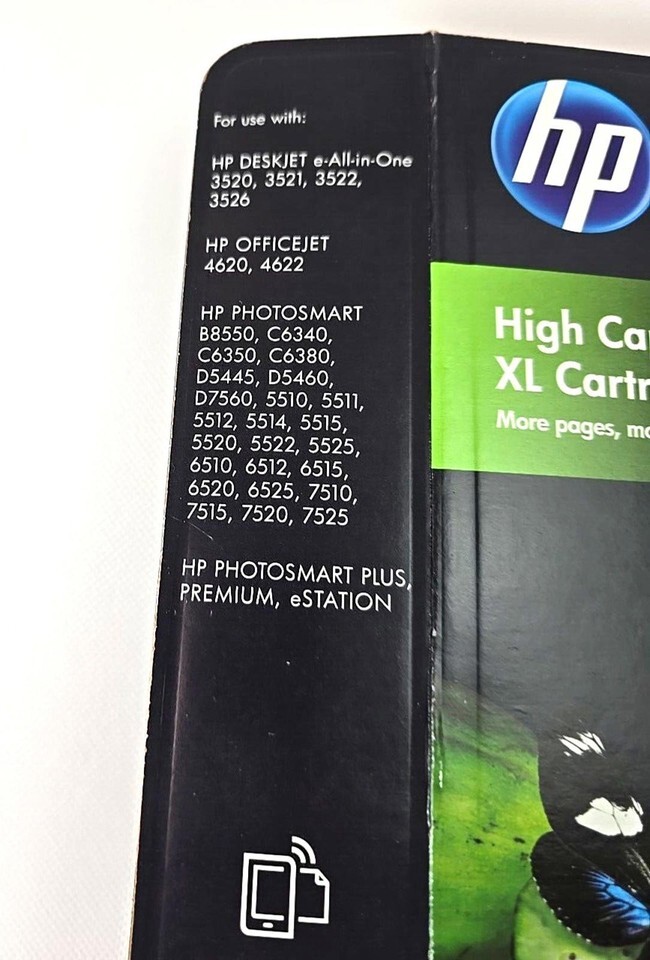 For use with:
HP DESKJET e-All-in-One
3520, 3521, 3522,
3526
HP OFFICEJET
4620, 4622
HP PHOTOSMART
B8550, C6340,
C6350, C6380,
D5445, D5460,
D7560, 5510, 5511,
5512, 5514, 5515,
5520, 5522, 5525,
6510, 6512, 6515,
6520, 6525, 7510,
7515, 7520, 7525
HP PHOTOSMART PLUS,
PREMIUM, eSTATION
hp
High Ca
XL Cartr
More pages, mo